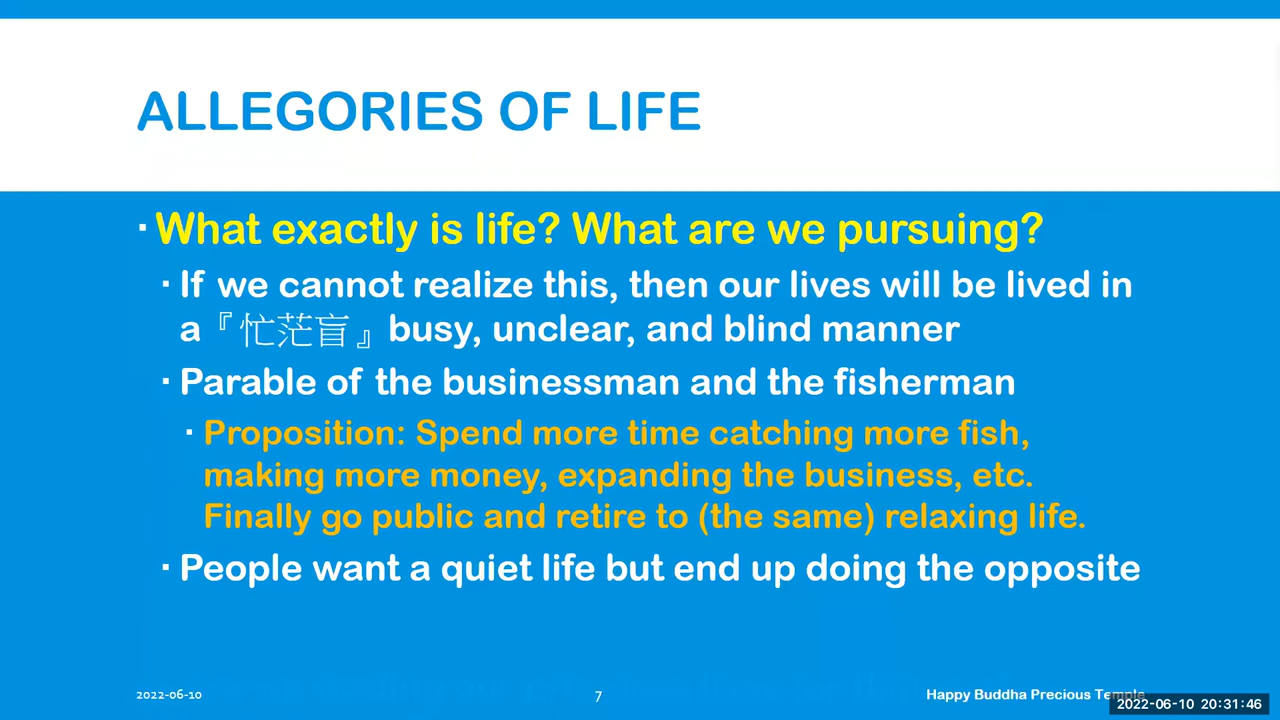 ALLEGORIES OF LIFE
▪ What exactly is life? What are we pursuing?
▪ If we cannot realize this, then our lives will be lived in
a『忙茫盲』busy, unclear, and blind manner
▪ Parable of the businessman and the fisherman
▪ Proposition: Spend more time catching more fish,
making more money, expanding the business, etc.
Finally go public and retire to (the same) relaxing life.
▪ People want a quiet life but end up doing the opposite
2022-06-10
7
Happy Buddha Precious Temple
2022-06-10 20:31:46